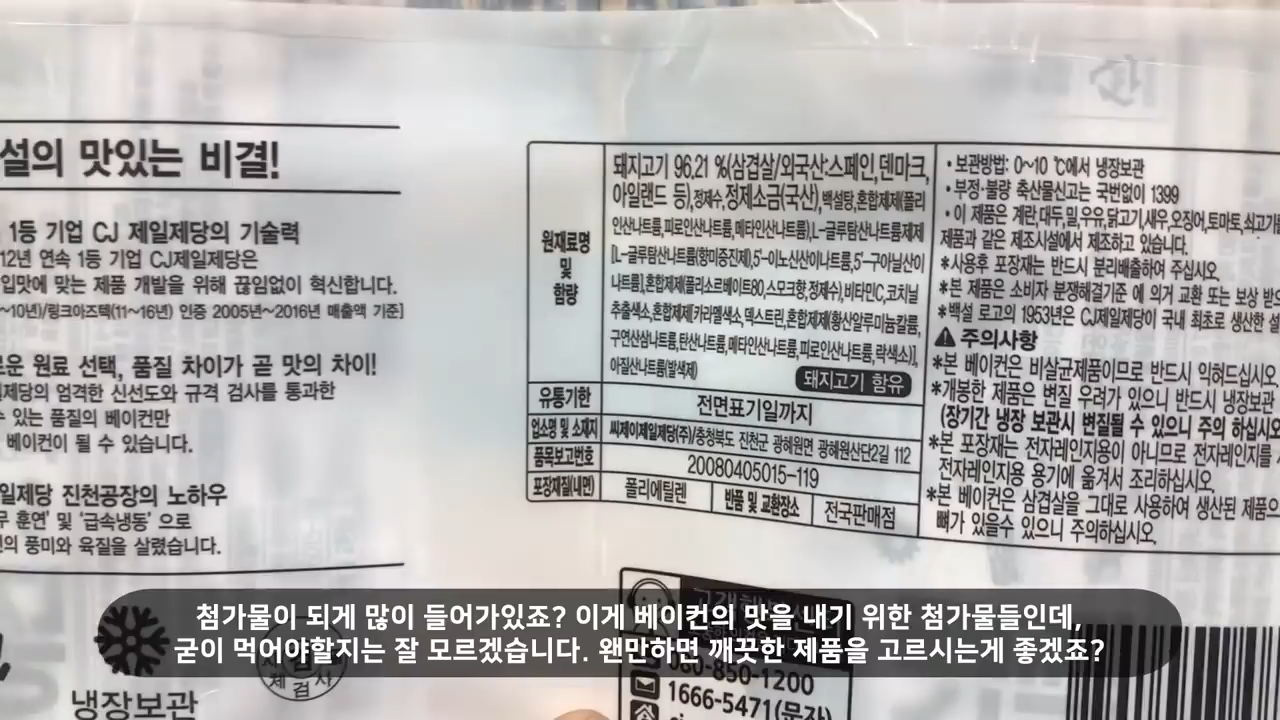 설의 맛있는 비결!
1등 기업 CJ 제일제당의 기술력
12년 연속 1등 기업 CJ제일제당은
입맛에 맞는 제품 개발을 위해 끊임없이 혁신합니다.
~10년)/링크아즈텍(11~16년) 인증 2005년~2016년 매출액 기준]
로운 원료 선택, 품질 차이가 곧 맛의 차이!
제당의 엄격한 신선도와 규격 검사를 통과한
수 있는 품질의 베이컨만
베이컨이 될 수 있습니다.
일제당 진천공장의 노하우
훈연' 및 '급속냉동' 으로
의 풍미와 육질을 살렸습니다.
냉장보관
원재료명
및
함량
돼지고기 96.21 %(삼겹살/외국산:스페인,덴마크,
아일랜드 등),정제수,정제소금(국산),백설탕,혼합제제(폴리
인산나트륨,피로인산나트륨,메타인산나트륨),L-글루탐산나트륨제제
[L-글루탐산나트륨(향미증진제),5'-이노신산이나트륨,5'-구아닐산이
나트륨],혼합제제(폴리소르베이트80,스모크향,정제수),비타민C,코치닐
추출색소,혼합제제[카라멜색소,덱스트린,혼합제제(황산알루미늄칼륨,
구연산삼나트륨,탄산나트륨,메타인산나트륨,피로인산나트륨,락색소)],
아질산나트륨(발색제)
돼지고기 함유
유통기한 전면표기일까지
업소명 및 소재지 씨제이제일제당(주)/충청북도 진천군 광혜원면 광혜원산단2길 112
품목보고번호 20080405015-119
포장재질(내면) 폴리에틸렌 반품 및 교환장소 전국판매점
• 보관방법: 0~10 ℃에서 냉장보관
• 부정·불량 축산물신고는 국번없이 1399
• 이 제품은 계란,대두,밀,우유,닭고기,새우,오징어,토마토,쇠고기를
제품과 같은 제조시설에서 제조하고 있습니다.
*사용후 포장재는 반드시 분리배출하여 주십시오.
*본 제품은 소비자 분쟁해결기준 에 의거 교환 또는 보상 받으
*백설 로고의 1953년은 CJ제일제당이 국내 최초로 생산한 설
주의사항
*본 베이컨은 비살균제품이므로 반드시 익혀드십시오
*개봉한 제품은 변질 우려가 있으니 반드시 냉장보관
(장기간 냉장 보관시 변질될 수 있으니 주의 하십시오
*본 포장재는 전자레인지용이 아니므로 전자레인지를 사
전자레인지용 용기에 옮겨서 조리하십시오.
*본 베이컨은 삼겹살을 그대로 사용하여 생산된 제품으
뼈가 있을수 있으니 주의하십시오.
080-850-1200
1666-5471(문자)
첨가물이 되게 많이 들어가있죠? 이게 베이컨의 맛을 내기 위한 첨가물들인데,
굳이 먹어야할지는 잘 모르겠습니다. 왠만하면 깨끗한 제품을 고르시는게 좋겠죠?